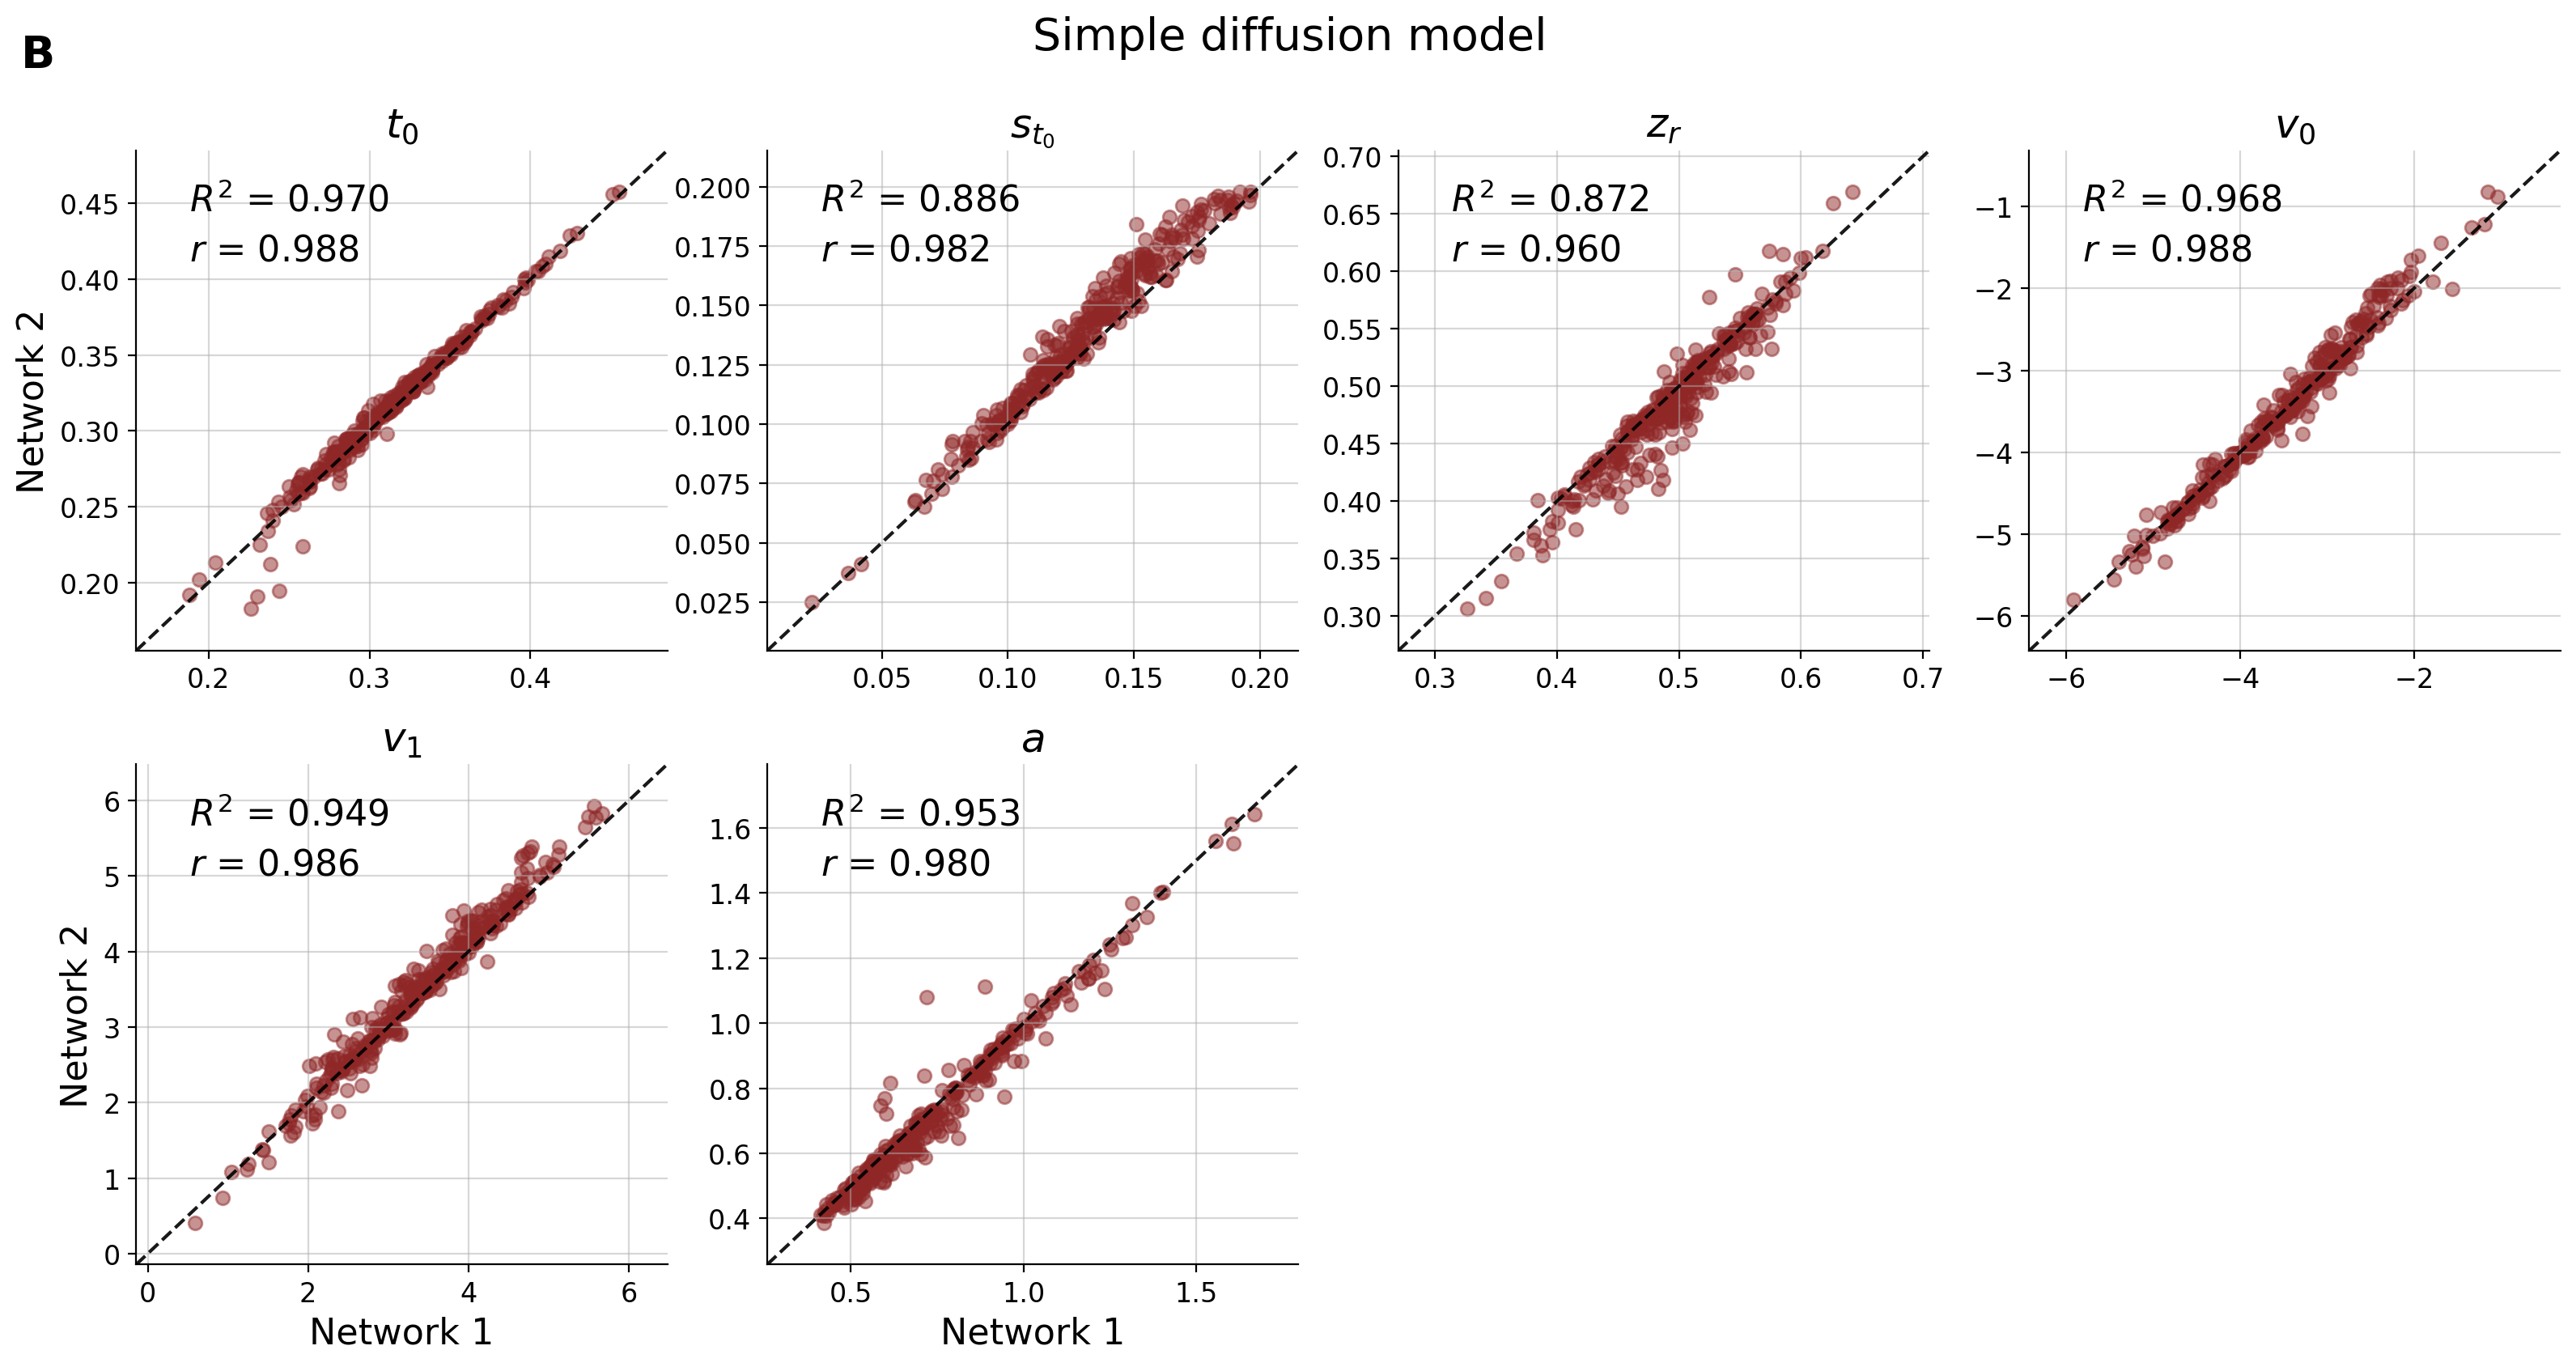 B
Simple diffusion model
t0
R2 = 0.970
r = 0.988
Network 2
0.45
0.40
0.35
0.30
0.25
0.20
0.2 0.3 0.4
st0
R2 = 0.886
r = 0.982
0.200
0.175
0.150
0.125
0.100
0.075
0.050
0.025
0.05 0.10 0.15 0.20
zr
R2 = 0.872
r = 0.960
0.70
0.65
0.60
0.55
0.50
0.45
0.40
0.35
0.30
0.3 0.4 0.5 0.6 0.7
v0
R2 = 0.968
r = 0.988
−1
−2
−3
−4
−5
−6
−6 −4 −2
v1
R2 = 0.949
r = 0.986
Network 2
6
5
4
3
2
1
0
0 2 4 6
Network 1
a
R2 = 0.953
r = 0.980
1.6
1.4
1.2
1.0
0.8
0.6
0.4
0.5 1.0 1.5
Network 1